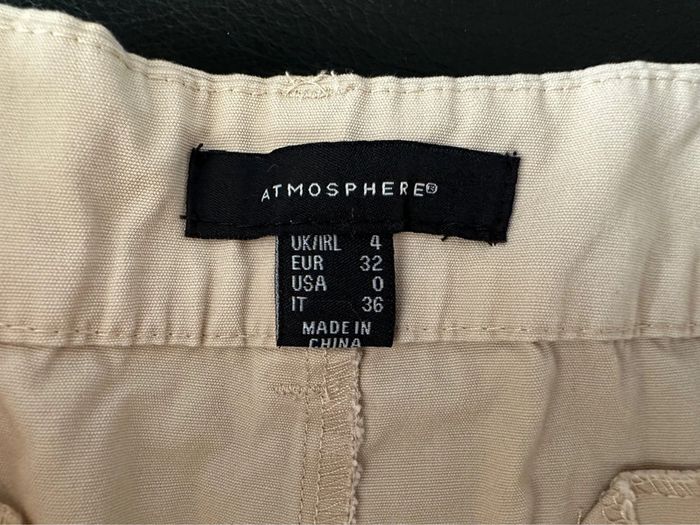 ATMOSPHERE®
UK/IRL 4
EUR 32
USA 0
IT 36
MADE IN
CHINA